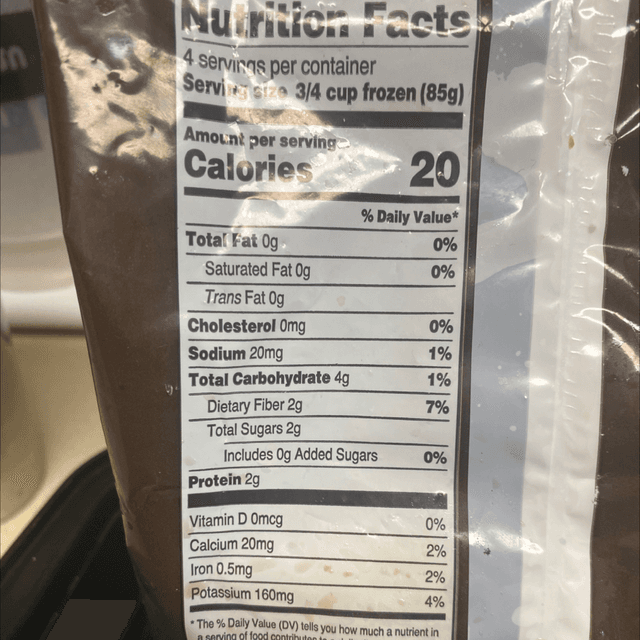 Nutrition Facts
4 servings per container
Serving size 3/4 cup frozen (85g)
Amount per serving
Calories 20
% Daily Value*
Total Fat 0g 0%
Saturated Fat 0g 0%
Trans Fat 0g
Cholesterol 0mg 0%
Sodium 20mg 1%
Total Carbohydrate 4g 1%
Dietary Fiber 2g 7%
Total Sugars 2g
Includes 0g Added Sugars 0%
Protein 2g
Vitamin D 0mcg 0%
Calcium 20mg 2%
Iron 0.5mg 2%
Potassium 160mg 4%
* The % Daily Value (DV) tells you how much a nutrient in
a serving of food contributes